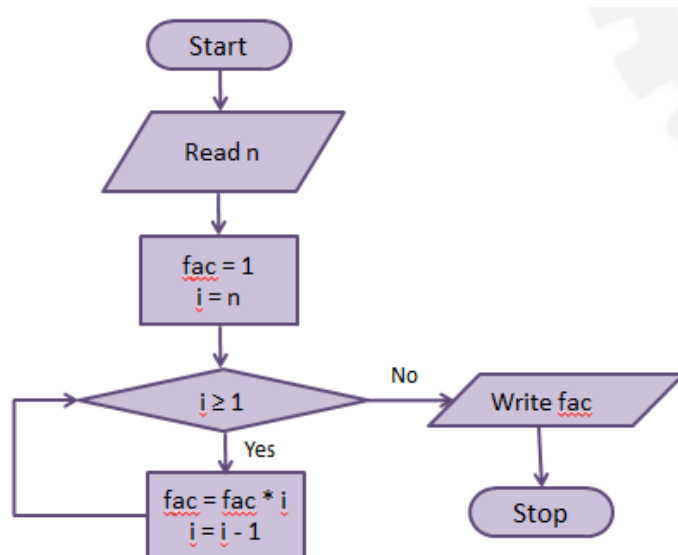 Start
Read n
fac = 1
i = n
i ≥ 1
No
Write fac
Yes
fac = fac * i
i = i - 1
Stop